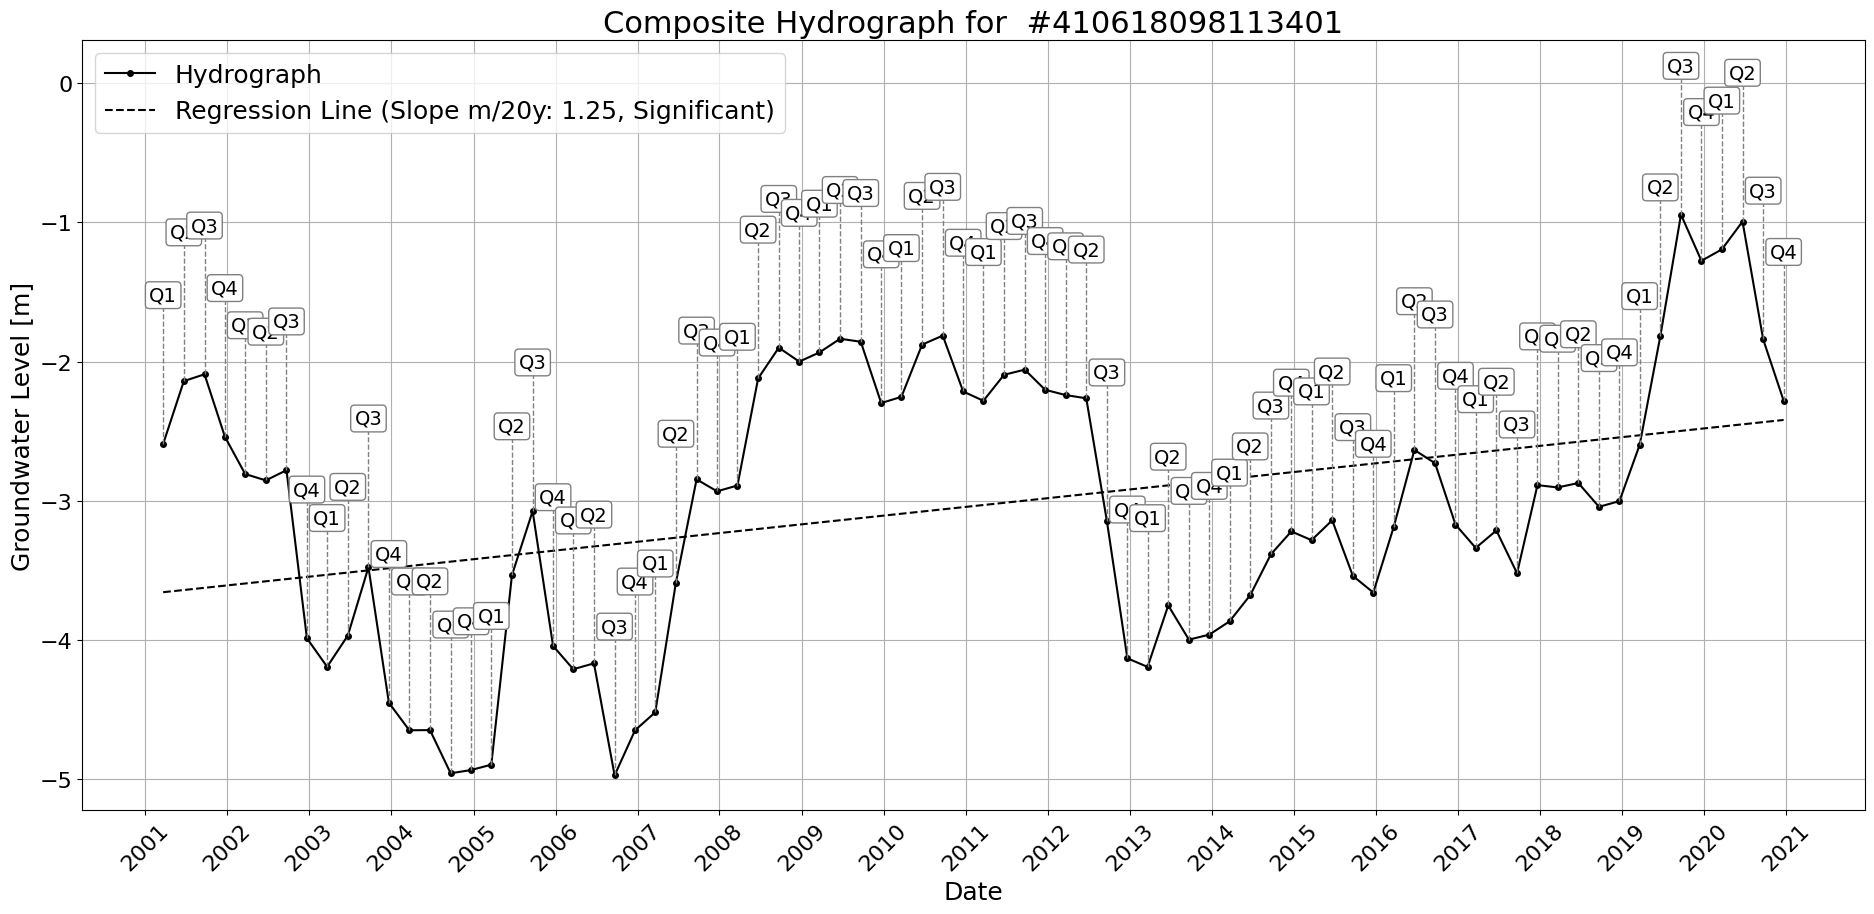 Composite Hydrograph for  #410618098113401
Hydrograph
Regression Line (Slope m/20y: 1.25, Significant)
Groundwater Level [m]
0
−1
−2
−3
−4
−5
Q1
Q3
Q4
Q2
Q3
Q4
Q1
Q2
Q3
Q4
Q2
Q1
Q2
Q3
Q4
Q2
Q3
Q4
Q1
Q2
Q3
Q1
Q2
Q3
Q4
Q1
Q3
Q1
Q2
Q3
Q4
Q1
Q3
Q2
Q3
Q1
Q2
Q4
Q1
Q2
Q3
Q4
Q1
Q2
Q3
Q4
Q1
Q2
Q3
Q4
Q1
Q2
Q3
Q2
Q4
Q1
Q2
Q3
Q4
Q1
Q2
Q3
Q4
2001
2002
2003
2004
2005
2006
2007
2008
2009
2010
2011
2012
2013
2014
2015
2016
2017
2018
2019
2020
2021
Date